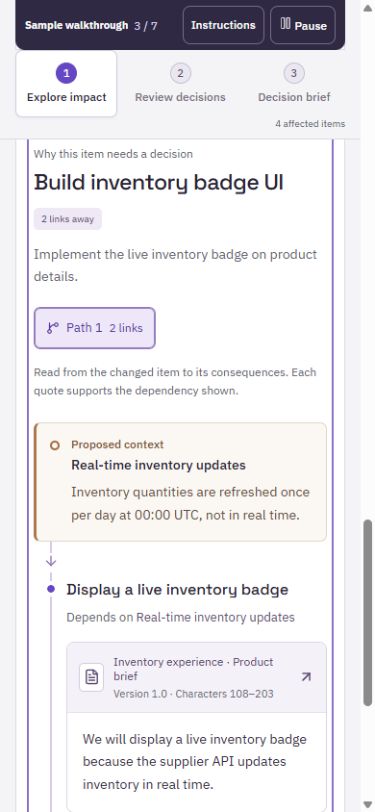 Sample walkthrough 3 / 7 Instructions Pause
1 2 3
Explore impact Review decisions Decision brief
4 affected items
Why this item needs a decision
Build inventory badge UI
2 links away
Implement the live inventory badge on product
details.
Path 1 2 links
Read from the changed item to its consequences. Each
quote supports the dependency shown.
Proposed context
Real-time inventory updates
Inventory quantities are refreshed once
per day at 00:00 UTC, not in real time.
Display a live inventory badge
Depends on Real-time inventory updates
Inventory experience · Product
brief
Version 1.0 · Characters 108–203
We will display a live inventory badge
because the supplier API updates
inventory in real time.